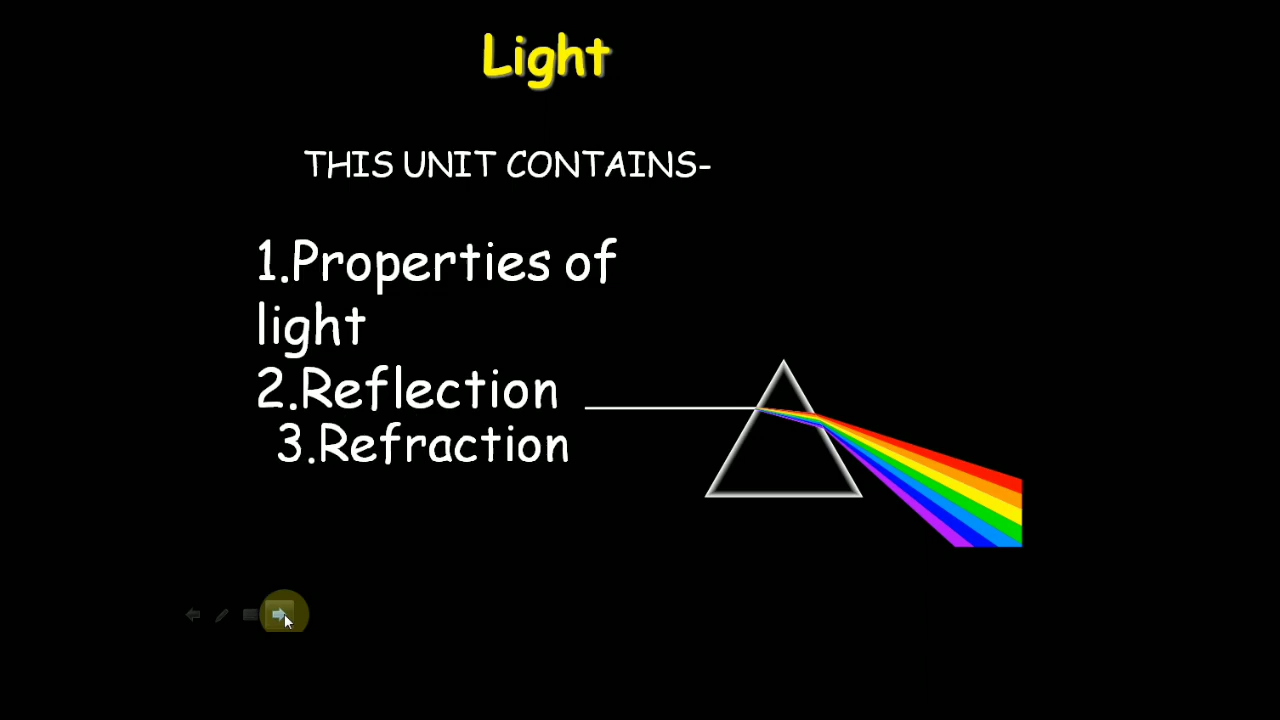 Light
THIS UNIT CONTAINS-
1.Properties of
light
2.Reflection
3.Refraction